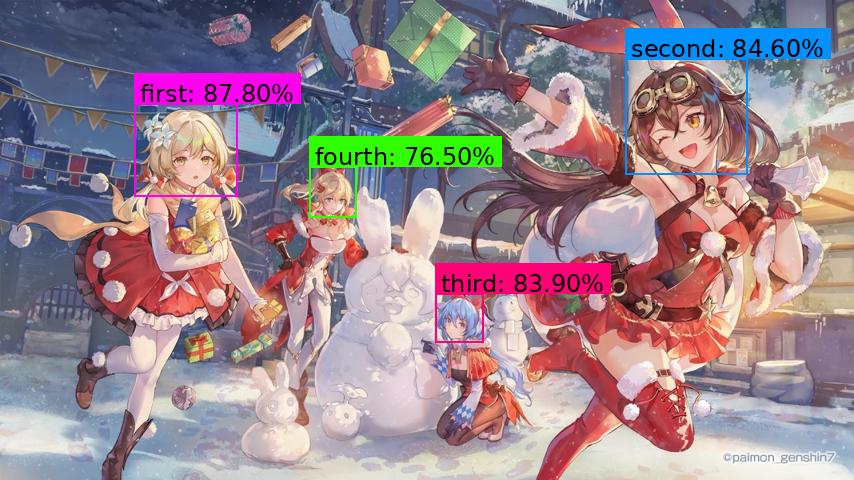 second: 84.60%
first: 87.80%
fourth: 76.50%
third: 83.90%
©paimon_genshin7